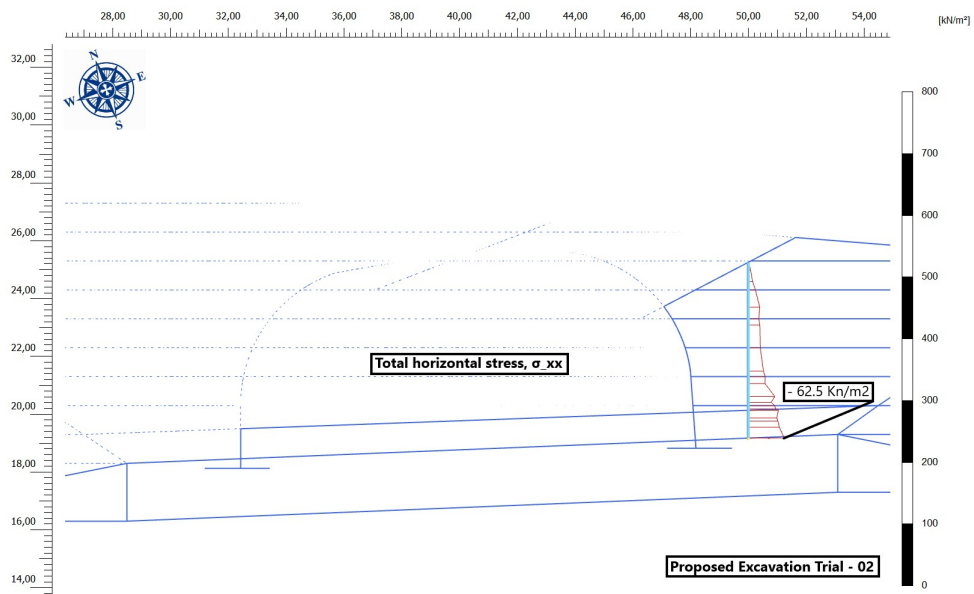 28,00 30,00 32,00 34,00 36,00 38,00 40,00 42,00 44,00 46,00 48,00 50,00 52,00 54,00
[kN/m²]
32,00
N
E
W
S
800
30,00
700
28,00
600
26,00
500
24,00
400
22,00
Total horizontal stress, σ_xx
- 62.5 Kn/m2
300
20,00
200
18,00
100
16,00
Proposed Excavation Trial - 02
14,00
0